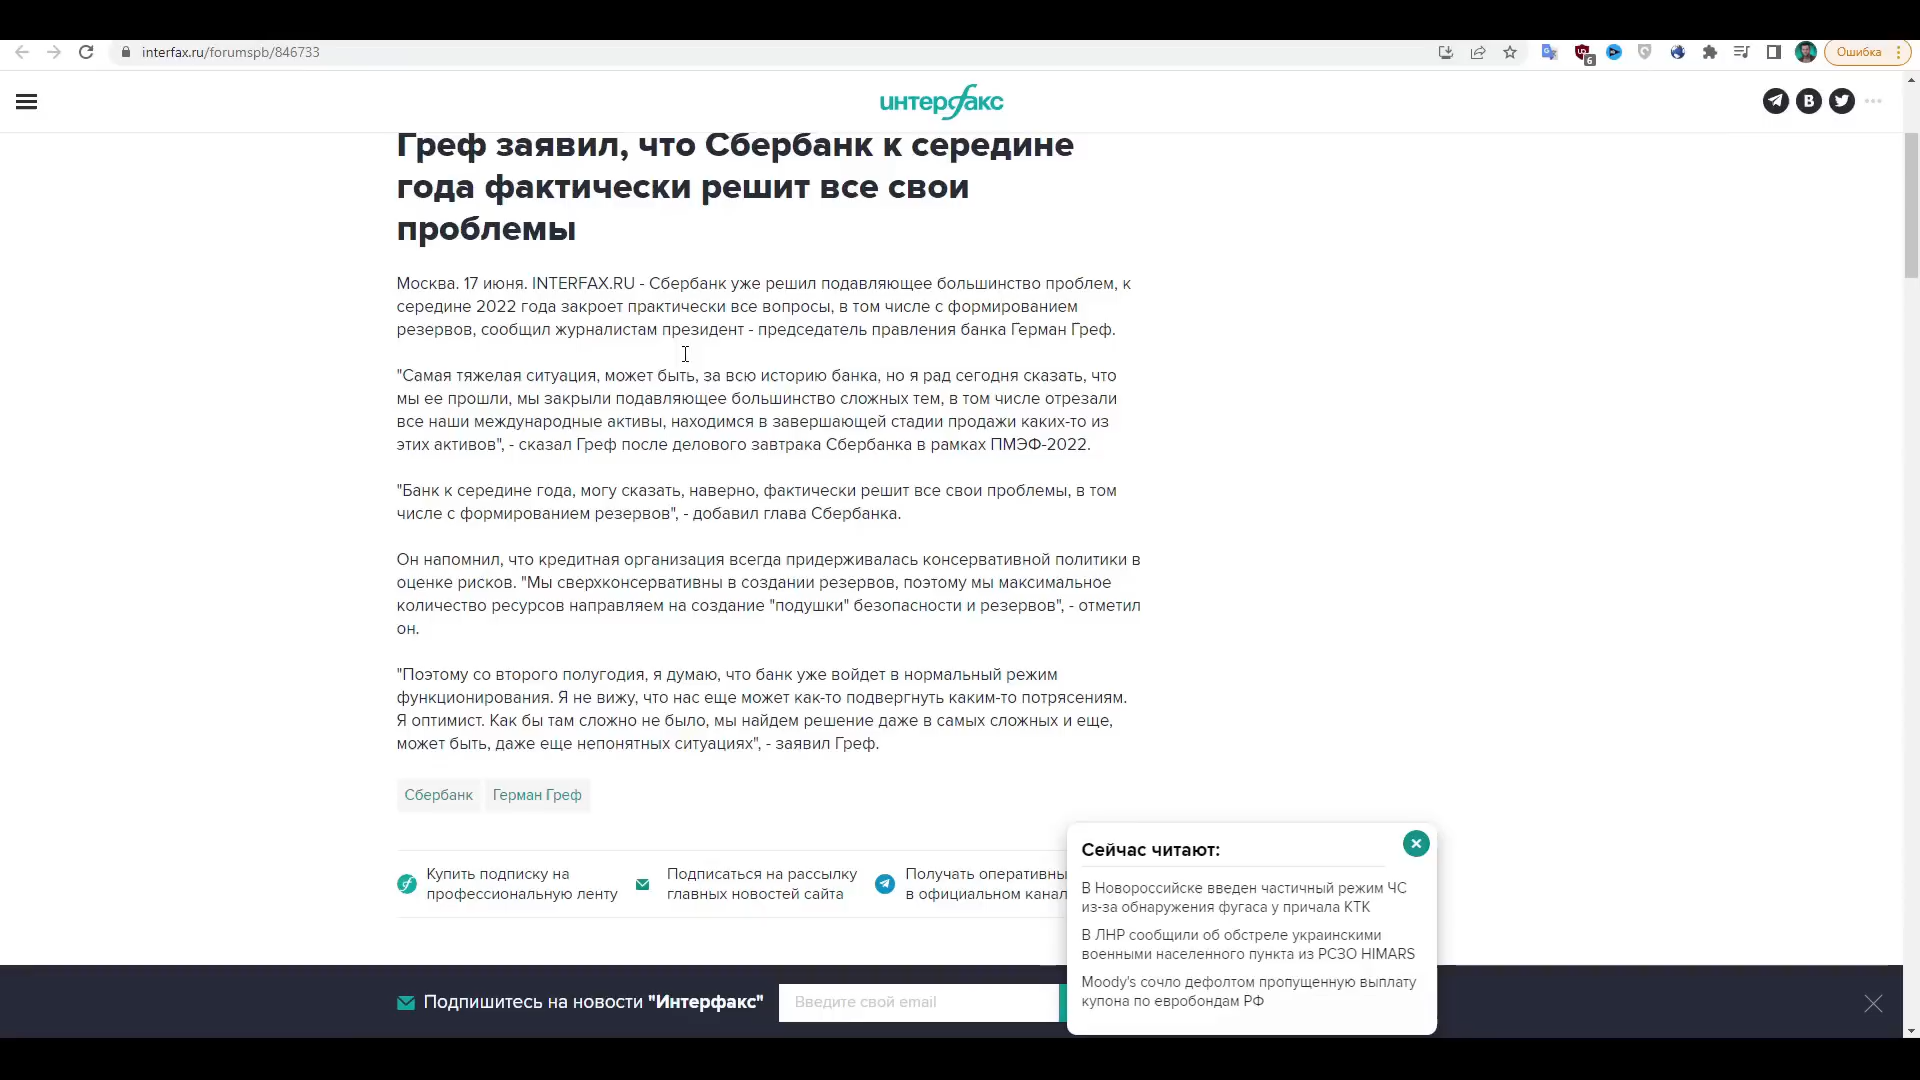 interfax.ru/forumspb/846733
6
Ошибка
интерфакс
B
Греф заявил, что Сбербанк к середине
года фактически решит все свои
проблемы
Москва. 17 июня. INTERFAX.RU - Сбербанк уже решил подавляющее большинство проблем, к
середине 2022 года закроет практически все вопросы, в том числе с формированием
резервов, сообщил журналистам президент - председатель правления банка Герман Греф.
"Самая тяжелая ситуация, может быть, за всю историю банка, но я рад сегодня сказать, что
мы ее прошли, мы закрыли подавляющее большинство сложных тем, в том числе отрезали
все наши международные активы, находимся в завершающей стадии продажи каких-то из
этих активов", - сказал Греф после делового завтрака Сбербанка в рамках ПМЭФ-2022.
"Банк к середине года, могу сказать, наверно, фактически решит все свои проблемы, в том
числе с формированием резервов", - добавил глава Сбербанка.
Он напомнил, что кредитная организация всегда придерживалась консервативной политики в
оценке рисков. "Мы сверхконсервативны в создании резервов, поэтому мы максимальное
количество ресурсов направляем на создание "подушки" безопасности и резервов", - отметил
он.
"Поэтому со второго полугодия, я думаю, что банк уже войдет в нормальный режим
функционирования. Я не вижу, что нас еще может как-то подвергнуть каким-то потрясениям.
Я оптимист. Как бы там сложно не было, мы найдем решение даже в самых сложных и еще,
может быть, даже еще непонятных ситуациях", - заявил Греф.
Сбербанк Герман Греф
Купить подписку на
профессиональную ленту
Подписаться на рассылку
главных новостей сайта
Получать оперативны
в официальном канал
Сейчас читают:
В Новороссийске введен частичный режим ЧС
из-за обнаружения фугаса у причала КТК
В ЛНР сообщили об обстреле украинскими
военными населенного пункта из РСЗО HIMARS
Moody's сочло дефолтом пропущенную выплату
купона по евробондам РФ
Подпишитесь на новости "Интерфакс"
Введите свой email